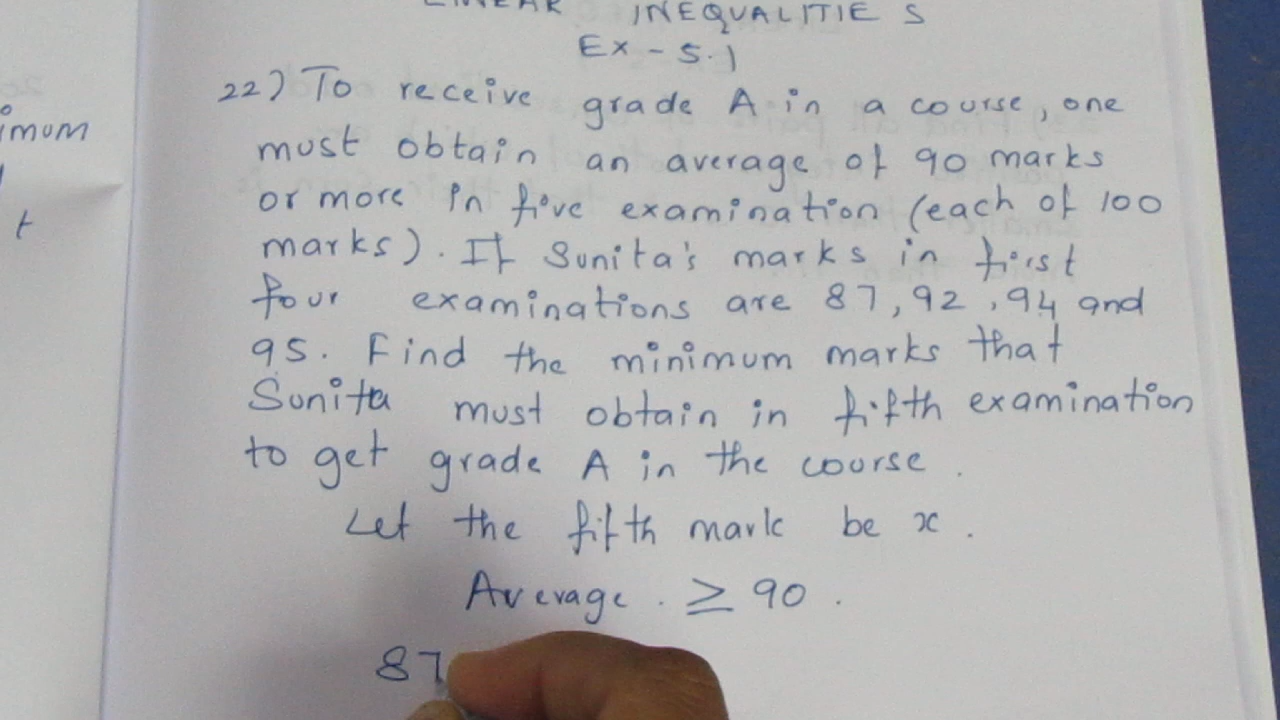 LINEAR INEQUALITIES
Ex - 5.1
22) To receive grade A in a course, one
must obtain an average of 90 marks
or more in five examination (each of 100
marks). If Sunita's marks in first
four examinations are 87, 92, 94 and
95. Find the minimum marks that
Sunita must obtain in fifth examination
to get grade A in the course.
Let the fifth mark be x.
Average. ≥ 90.
87